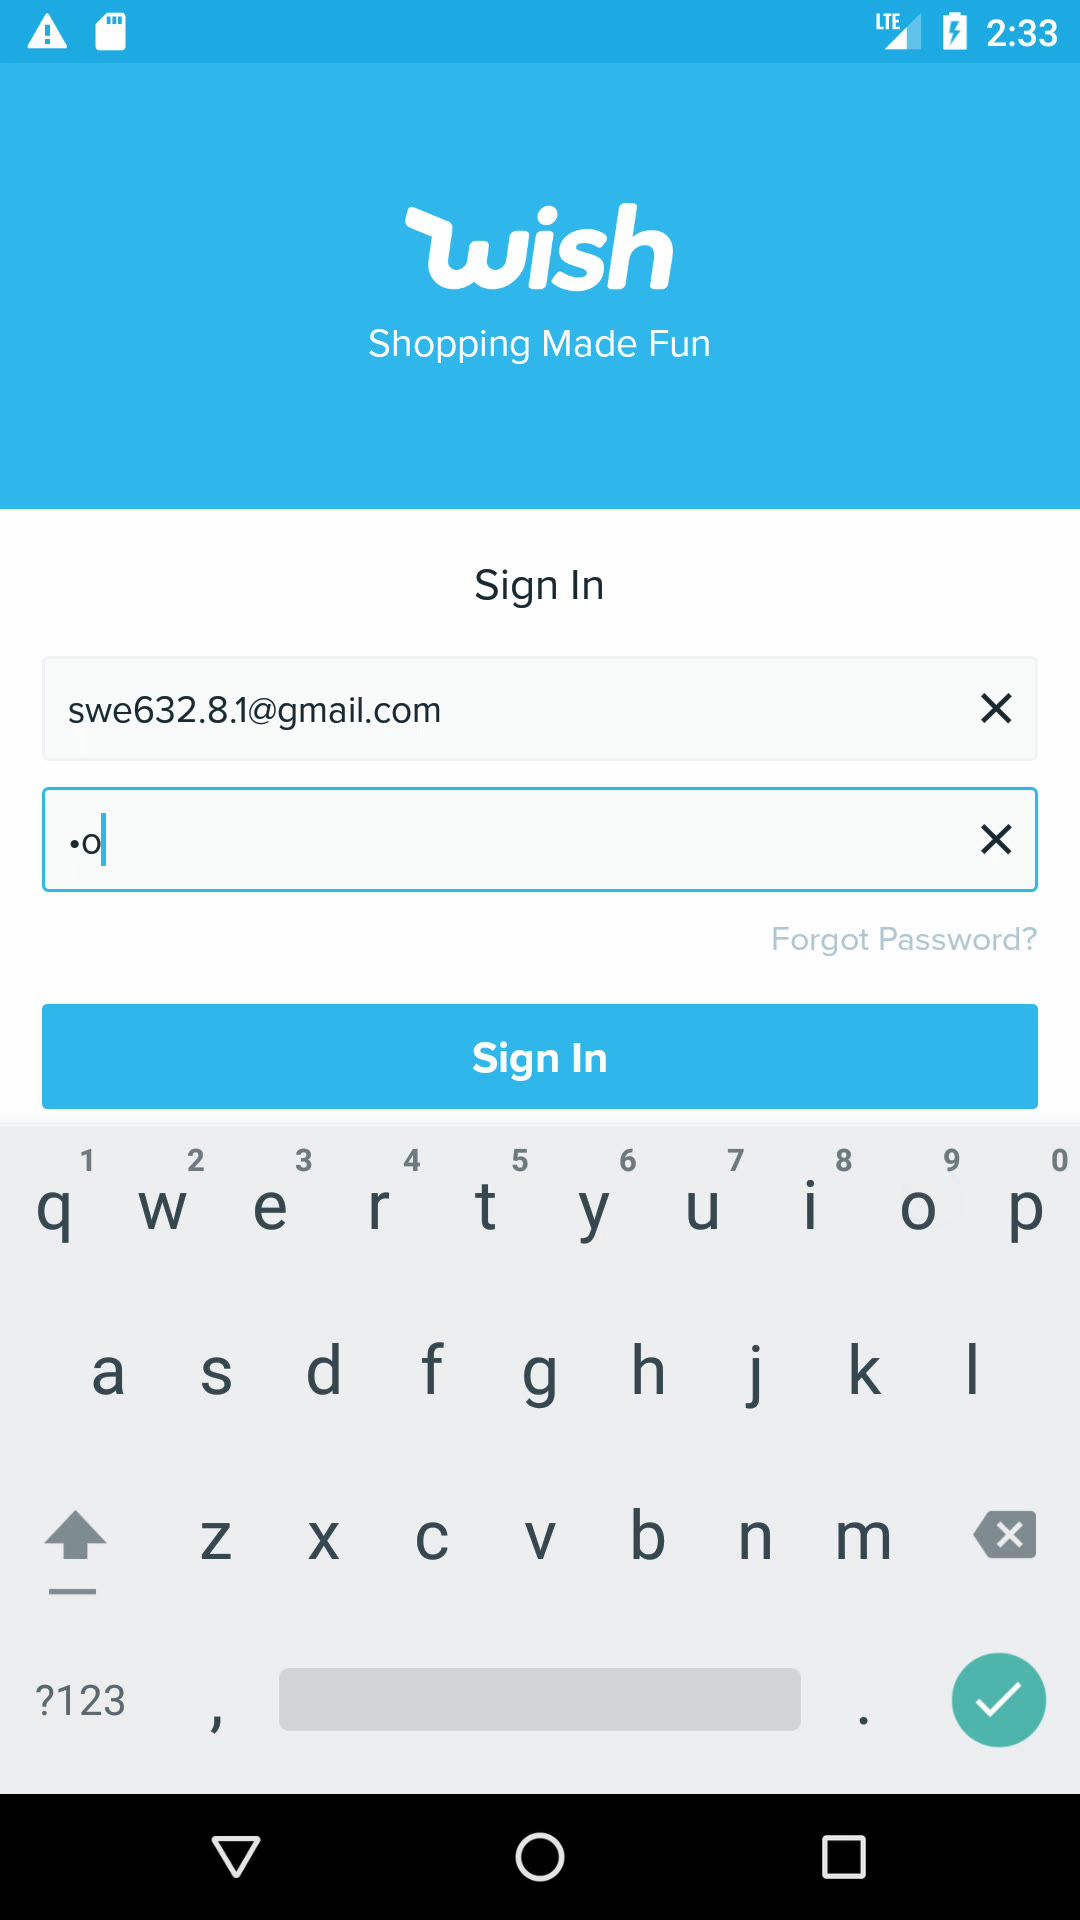 LTE 2:33
wish
Shopping Made Fun
Sign In
swe632.8.1@gmail.com
•o
Forgot Password?
Sign In
1 2 3 4 5 6 7 8 9 0
q w e r t y u i o p
a s d f g h j k l
z x c v b n m
?123 , .